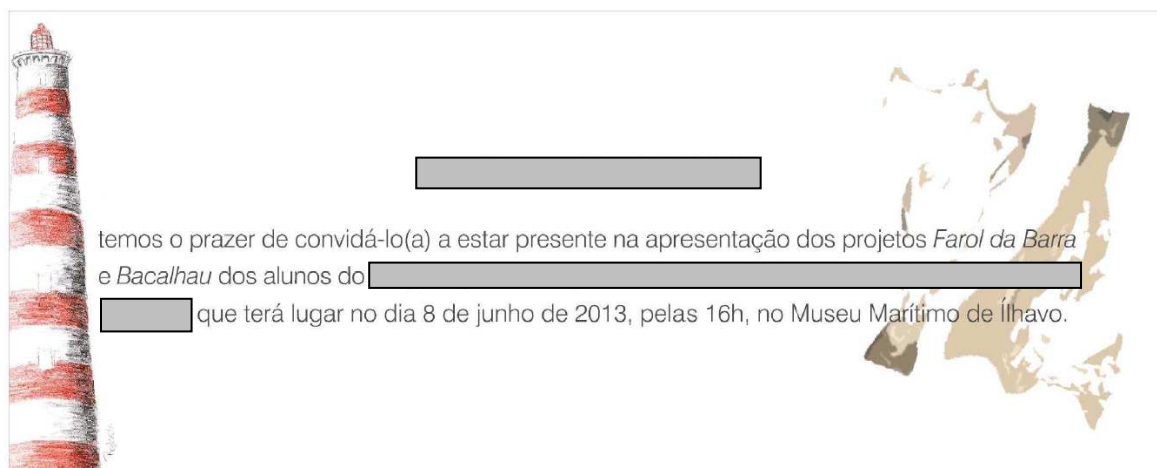 temos o prazer de convidá-lo(a) a estar presente na apresentação dos projetos Farol da Barra
e Bacalhau dos alunos do
que terá lugar no dia 8 de junho de 2013, pelas 16h, no Museu Marítimo de Ílhavo.